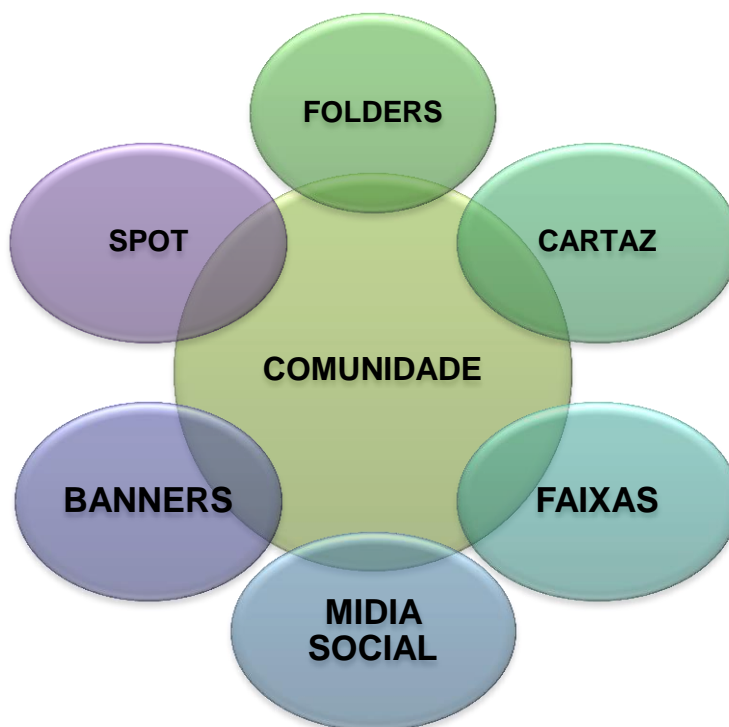 FOLDERS
SPOT
CARTAZ
COMUNIDADE
BANNERS
FAIXAS
MIDIA
SOCIAL